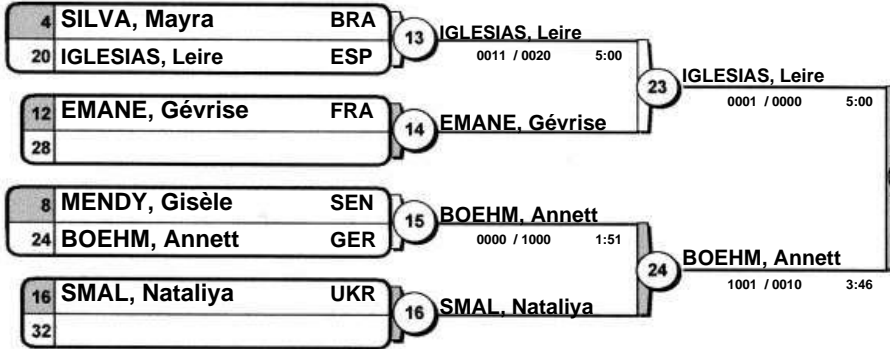 4 SILVA, Mayra BRA
20 IGLESIAS, Leire ESP
13 IGLESIAS, Leire
0011 / 0020 5:00
12 EMANE, Gévrise FRA
28
14 EMANE, Gévrise
23 IGLESIAS, Leire
0001 / 0000 5:00
8 MENDY, Gisèle SEN
24 BOEHM, Annett GER
15 BOEHM, Annett
0000 / 1000 1:51
16 SMAL, Nataliya UKR
32
16 SMAL, Nataliya
24 BOEHM, Annett
1001 / 0010 3:46